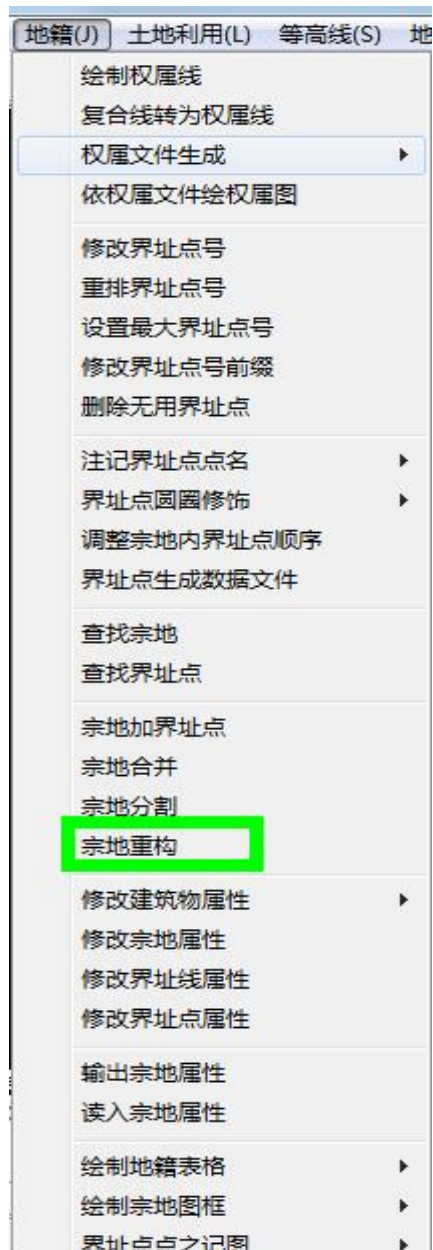 地籍(J) 土地利用(L) 等高线(S) 地
绘制权属线
复合线转为权属线
权属文件生成
依权属文件绘权属图
修改界址点号
重排界址点号
设置最大界址点号
修改界址点号前缀
删除无用界址点
注记界址点点名
界址点圆圈修饰
调整宗地内界址点顺序
界址点生成数据文件
查找宗地
查找界址点
宗地加界址点
宗地合并
宗地分割
宗地重构
修改建筑物属性
修改宗地属性
修改界址线属性
修改界址点属性
输出宗地属性
读入宗地属性
绘制地籍表格
绘制宗地图框
界址点点之记图